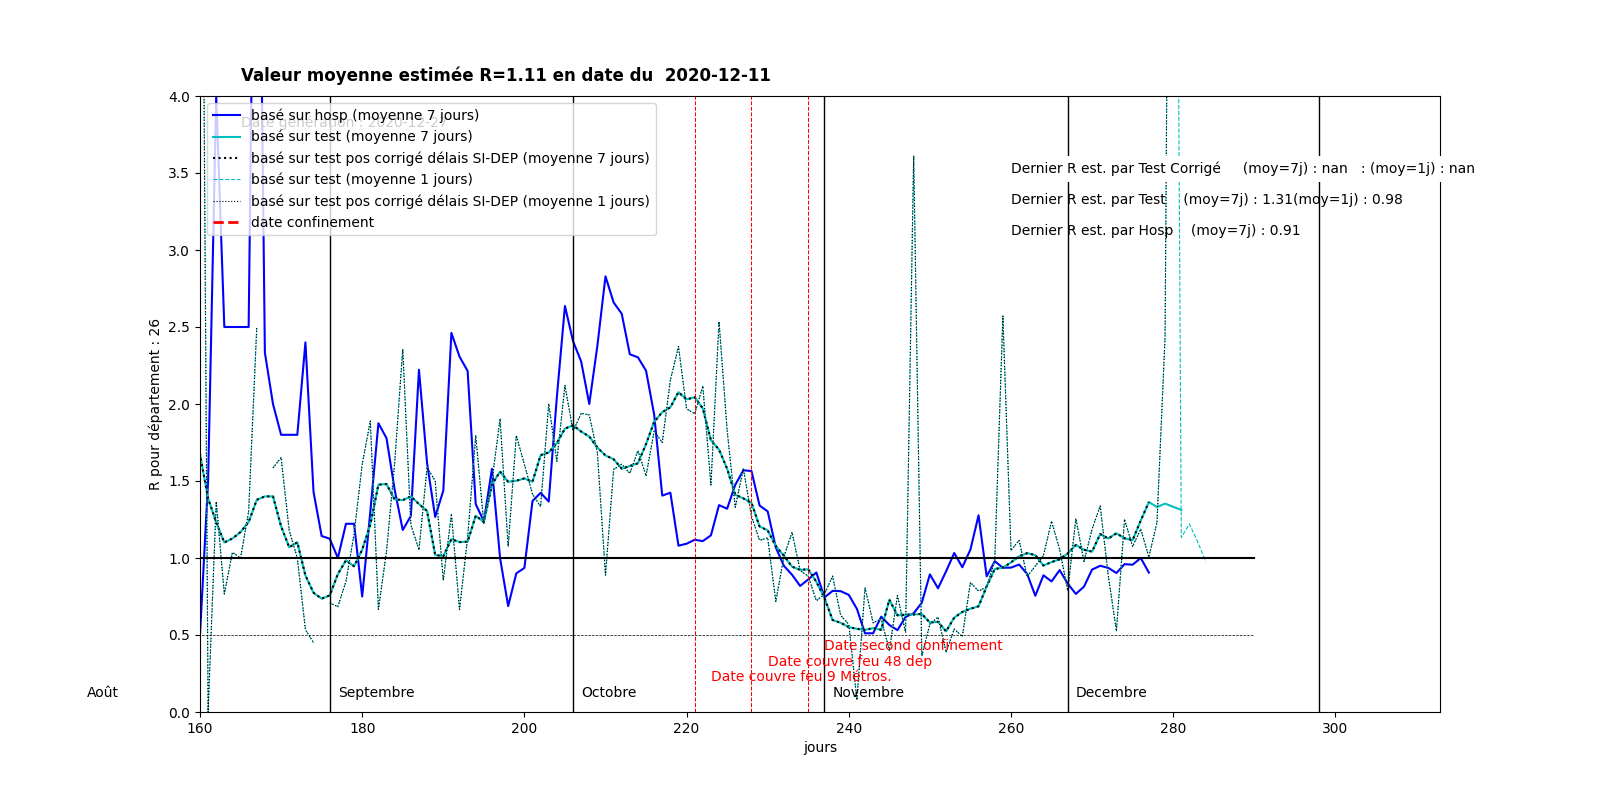 Valeur moyenne estimée R=1.11 en date du  2020-12-11
Date génération : 2020-12-27
basé sur hosp (moyenne 7 jours)
basé sur test (moyenne 7 jours)
basé sur test pos corrigé délais SI-DEP (moyenne 7 jours)
basé sur test (moyenne 1 jours)
basé sur test pos corrigé délais SI-DEP (moyenne 1 jours)
date confinement
Dernier R est. par Test Corrigé (moy=7j) : nan : (moy=1j) : nan
Dernier R est. par Test (moy=7j) : 1.31(moy=1j) : 0.98
Dernier R est. par Hosp (moy=7j) : 0.91
4.0
3.5
3.0
2.5
2.0
1.5
1.0
0.5
0.0
R pour département : 26
Date second confinement
Date couvre feu 48 dep
Date couvre feu 9 Métros.
Août
Septembre
Octobre
Novembre
Decembre
160 180 200 220 240 260 280 300
jours